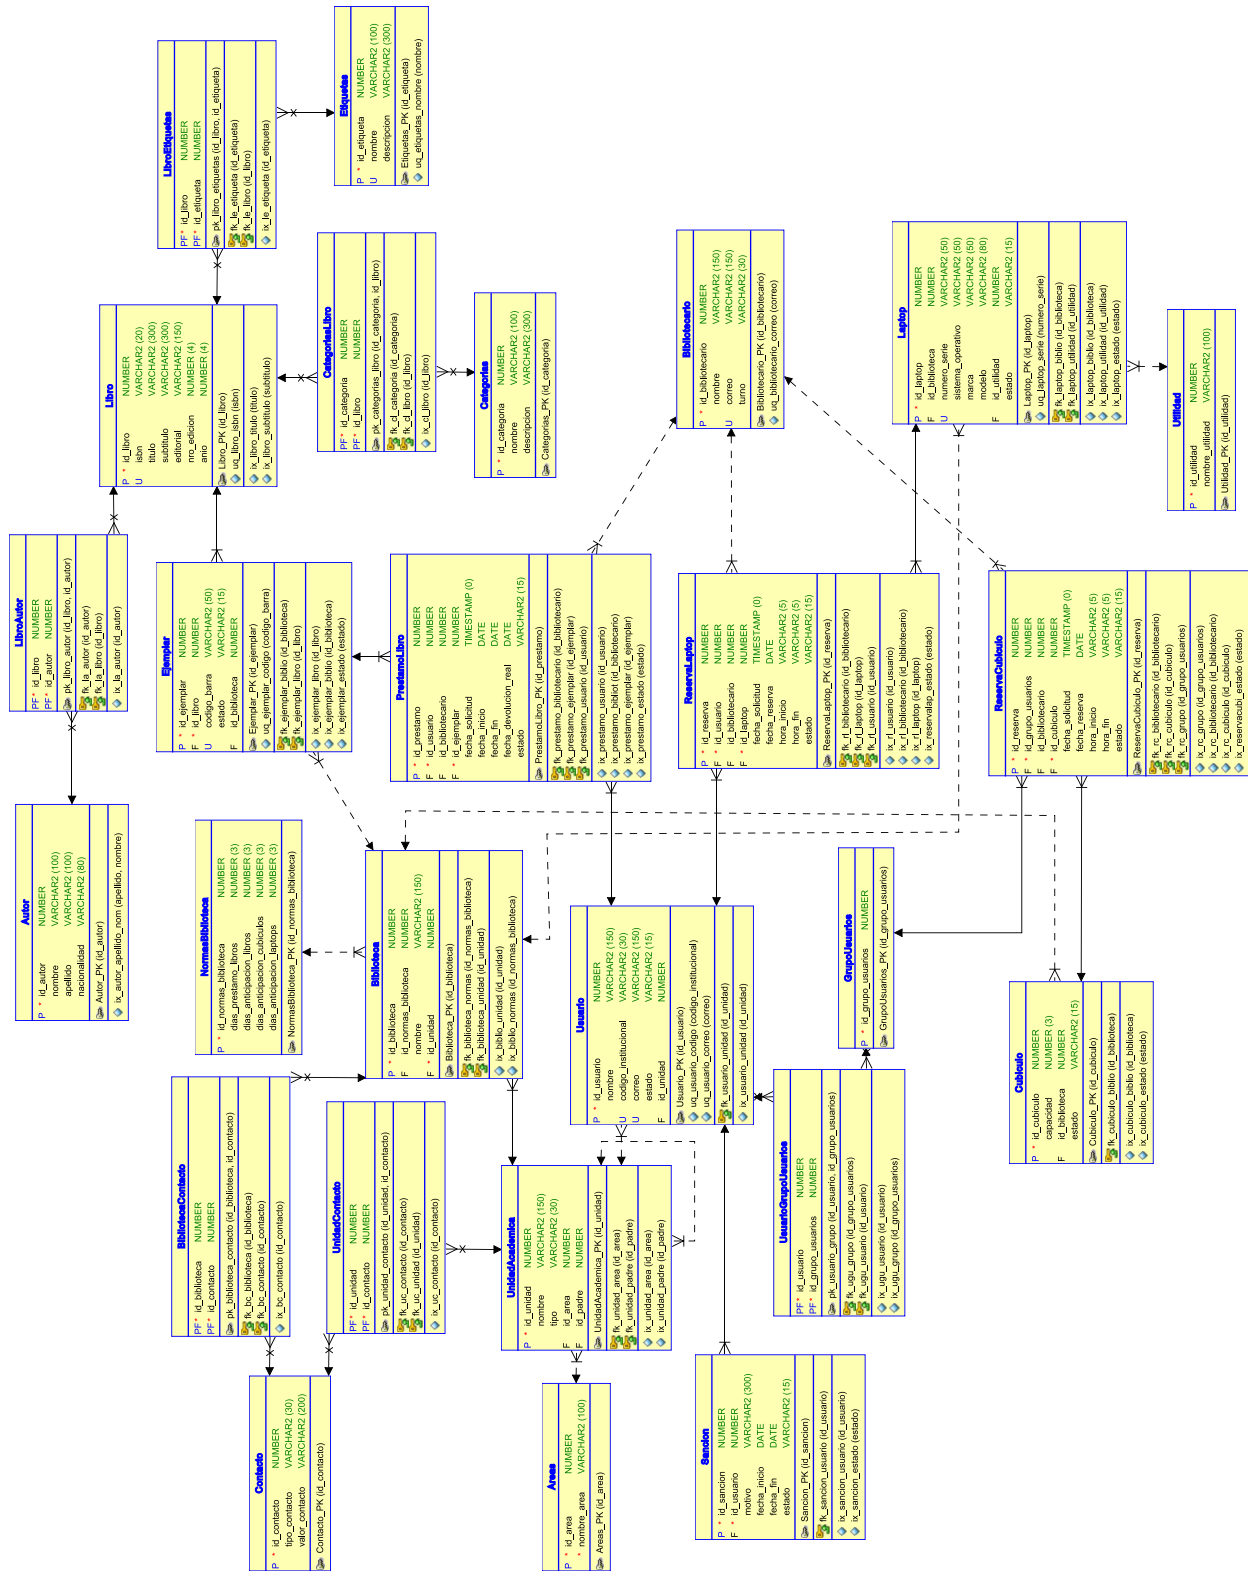 Autor
P * id_autor NUMBER
nombre VARCHAR2 (100)
apellido VARCHAR2 (100)
nacionalidad VARCHAR2 (80)
Autor_PK (id_autor)
ix_autor_apellido_nom (apellido, nombre)
LibroAutor
PF* id_libro NUMBER
PF* id_autor NUMBER
pk_libro_autor (id_libro, id_autor)
fk_la_autor (id_autor)
fk_la_libro (id_libro)
ix_la_autor (id_autor)
Libro
P * id_libro NUMBER
U isbn VARCHAR2 (20)
titulo VARCHAR2 (300)
subtitulo VARCHAR2 (300)
editorial VARCHAR2 (150)
nro_edicion NUMBER (4)
anio NUMBER (4)
Libro_PK (id_libro)
uq_libro_isbn (isbn)
ix_libro_titulo (titulo)
ix_libro_subtitulo (subtitulo)
LibroEtiquetas
PF* id_libro NUMBER
PF* id_etiqueta NUMBER
pk_libro_etiquetas (id_libro, id_etiqueta)
fk_le_etiqueta (id_etiqueta)
fk_le_libro (id_libro)
ix_le_etiqueta (id_etiqueta)
Ejemplar
P * id_ejemplar NUMBER
F * id_libro NUMBER
U codigo_barra VARCHAR2 (50)
estado VARCHAR2 (15)
F id_biblioteca NUMBER
Ejemplar_PK (id_ejemplar)
uq_ejemplar_codigo (codigo_barra)
fk_ejemplar_biblio (id_biblioteca)
fk_ejemplar_libro (id_libro)
ix_ejemplar_libro (id_libro)
ix_ejemplar_biblio (id_biblioteca)
ix_ejemplar_estado (estado)
BibliotecaContacto
PF* id_biblioteca NUMBER
PF* id_contacto NUMBER
pk_biblioteca_contacto (id_biblioteca, id_contacto)
fk_bc_biblioteca (id_biblioteca)
fk_bc_contacto (id_contacto)
ix_bc_contacto (id_contacto)
NormasBiblioteca
P * id_normas_biblioteca NUMBER
dias_prestamo_libros NUMBER (3)
dias_anticipacion_libros NUMBER (3)
dias_anticipacion_cubiculos NUMBER (3)
dias_anticipacion_laptops NUMBER (3)
NormasBiblioteca_PK (id_normas_biblioteca)
Contacto
P * id_contacto NUMBER
tipo_contacto VARCHAR2 (30)
valor_contacto VARCHAR2 (200)
Contacto_PK (id_contacto)
CategoriasLibro
PF* id_categoria NUMBER
PF* id_libro NUMBER
pk_categorias_libro (id_categoria, id_libro)
fk_cl_categoria (id_categoria)
fk_cl_libro (id_libro)
ix_cl_libro (id_libro)
Etiquetas
P * id_etiqueta NUMBER
U nombre VARCHAR2 (100)
descripcion VARCHAR2 (300)
Etiquetas_PK (id_etiqueta)
uq_etiquetas_nombre (nombre)
UnidadContacto
PF* id_unidad NUMBER
PF* id_contacto NUMBER
pk_unidad_contacto (id_unidad, id_contacto)
fk_uc_contacto (id_contacto)
fk_uc_unidad (id_unidad)
ix_uc_contacto (id_contacto)
Biblioteca
P * id_biblioteca NUMBER
F id_normas_biblioteca NUMBER
nombre VARCHAR2 (150)
F * id_unidad NUMBER
Biblioteca_PK (id_biblioteca)
fk_biblioteca_normas (id_normas_biblioteca)
fk_biblioteca_unidad (id_unidad)
ix_biblio_unidad (id_unidad)
ix_biblio_normas (id_normas_biblioteca)
PrestamoLibro
P * id_prestamo NUMBER
F * id_usuario NUMBER
F id_bibliotecario NUMBER
F * id_ejemplar NUMBER
fecha_solicitud TIMESTAMP (0)
fecha_inicio DATE
fecha_fin DATE
fecha_devolucion_real DATE
estado VARCHAR2 (15)
PrestamoLibro_PK (id_prestamo)
fk_prestamo_bibliotecario (id_bibliotecario)
fk_prestamo_ejemplar (id_ejemplar)
fk_prestamo_usuario (id_usuario)
ix_prestamo_usuario (id_usuario)
ix_prestamo_bibliot (id_bibliotecario)
ix_prestamo_ejemplar (id_ejemplar)
ix_prestamo_estado (estado)
Categorias
P * id_categoria NUMBER
nombre VARCHAR2 (100)
descripcion VARCHAR2 (300)
Categorias_PK (id_categoria)
UnidadAcademica
P * id_unidad NUMBER
nombre VARCHAR2 (150)
tipo VARCHAR2 (30)
F id_area NUMBER
F id_padre NUMBER
UnidadAcademica_PK (id_unidad)
fk_unidad_area (id_area)
fk_unidad_padre (id_padre)
ix_unidad_area (id_area)
ix_unidad_padre (id_padre)
Areas
P * id_area NUMBER
* nombre_area VARCHAR2 (100)
Areas_PK (id_area)
Usuario
P * id_usuario NUMBER
nombre VARCHAR2 (150)
U codigo_institucional VARCHAR2 (30)
U correo VARCHAR2 (150)
estado VARCHAR2 (15)
F id_unidad NUMBER
Usuario_PK (id_usuario)
uq_usuario_codigo (codigo_institucional)
uq_usuario_correo (correo)
fk_usuario_unidad (id_unidad)
ix_usuario_unidad (id_unidad)
Bibliotecario
P * id_bibliotecario NUMBER
nombre VARCHAR2 (150)
U correo VARCHAR2 (150)
turno VARCHAR2 (30)
Bibliotecario_PK (id_bibliotecario)
uq_bibliotecario_correo (correo)
ReservaLaptop
P * id_reserva NUMBER
F * id_usuario NUMBER
F id_bibliotecario NUMBER
F * id_laptop NUMBER
fecha_solicitud TIMESTAMP (0)
fecha_reserva DATE
hora_inicio VARCHAR2 (5)
hora_fin VARCHAR2 (5)
estado VARCHAR2 (15)
ReservaLaptop_PK (id_reserva)
fk_rl_bibliotecario (id_bibliotecario)
fk_rl_laptop (id_laptop)
fk_rl_usuario (id_usuario)
ix_rl_usuario (id_usuario)
ix_rl_bibliotecario (id_bibliotecario)
ix_rl_laptop (id_laptop)
ix_reservalap_estado (estado)
Sancion
P * id_sancion NUMBER
F * id_usuario NUMBER
motivo VARCHAR2 (300)
fecha_inicio DATE
fecha_fin DATE
estado VARCHAR2 (15)
Sancion_PK (id_sancion)
fk_sancion_usuario (id_usuario)
ix_sancion_usuario (id_usuario)
ix_sancion_estado (estado)
UsuarioGrupoUsuarios
PF* id_usuario NUMBER
PF* id_grupo_usuarios NUMBER
pk_usuario_grupo (id_usuario, id_grupo_usuarios)
fk_ugu_grupo (id_grupo_usuarios)
fk_ugu_usuario (id_usuario)
ix_ugu_usuario (id_usuario)
ix_ugu_grupo (id_grupo_usuarios)
GrupoUsuarios
P * id_grupo_usuarios NUMBER
GrupoUsuarios_PK (id_grupo_usuarios)
Laptop
P * id_laptop NUMBER
F id_biblioteca NUMBER
U numero_serie VARCHAR2 (50)
sistema_operativo VARCHAR2 (50)
marca VARCHAR2 (50)
modelo VARCHAR2 (80)
F id_utilidad NUMBER
estado VARCHAR2 (15)
Laptop_PK (id_laptop)
uq_laptop_serie (numero_serie)
fk_laptop_biblio (id_biblioteca)
fk_laptop_utilidad (id_utilidad)
ix_laptop_biblio (id_biblioteca)
ix_laptop_utilidad (id_utilidad)
ix_laptop_estado (estado)
ReservaCubiculo
P * id_reserva NUMBER
F * id_grupo_usuarios NUMBER
F id_bibliotecario NUMBER
F * id_cubiculo NUMBER
fecha_solicitud TIMESTAMP (0)
fecha_reserva DATE
hora_inicio VARCHAR2 (5)
hora_fin VARCHAR2 (5)
estado VARCHAR2 (15)
ReservaCubiculo_PK (id_reserva)
fk_rc_bibliotecario (id_bibliotecario)
fk_rc_cubiculo (id_cubiculo)
fk_rc_grupo (id_grupo_usuarios)
ix_rc_grupo (id_grupo_usuarios)
ix_rc_bibliotecario (id_bibliotecario)
ix_rc_cubiculo (id_cubiculo)
ix_reservacubi_estado (estado)
Cubiculo
P * id_cubiculo NUMBER
capacidad NUMBER (3)
F id_biblioteca NUMBER
estado VARCHAR2 (15)
Cubiculo_PK (id_cubiculo)
fk_cubiculo_biblio (id_biblioteca)
ix_cubiculo_biblio (id_biblioteca)
ix_cubiculo_estado (estado)
Utilidad
P * id_utilidad NUMBER
nombre_utilidad VARCHAR2 (100)
Utilidad_PK (id_utilidad)